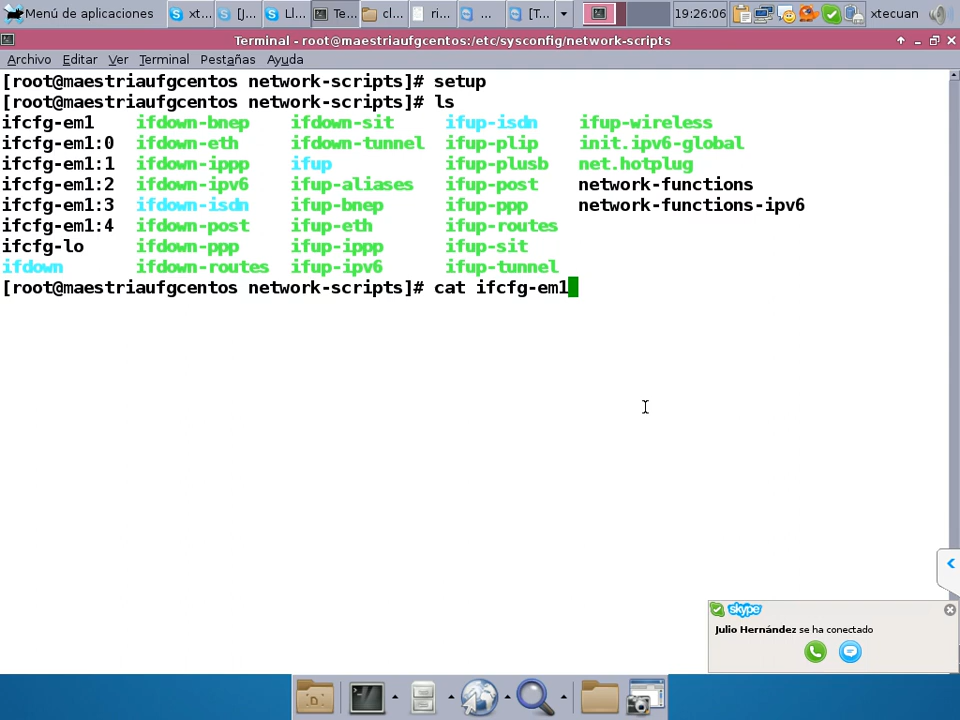 Menú de aplicaciones xt... [J... Ll... Te... cl... ri... ... [T... 19:26:06 xtecuan
Terminal - root@maestriaufgcentos:/etc/sysconfig/network-scripts
Archivo Editar Ver Terminal Pestañas Ayuda
[root@maestriaufgcentos network-scripts]# setup
[root@maestriaufgcentos network-scripts]# ls
ifcfg-em1 ifdown-bnep ifdown-sit ifup-isdn ifup-wireless
ifcfg-em1:0 ifdown-eth ifdown-tunnel ifup-plip init.ipv6-global
ifcfg-em1:1 ifdown-ippp ifup ifup-plusb net.hotplug
ifcfg-em1:2 ifdown-ipv6 ifup-aliases ifup-post network-functions
ifcfg-em1:3 ifdown-isdn ifup-bnep ifup-ppp network-functions-ipv6
ifcfg-em1:4 ifdown-post ifup-eth ifup-routes
ifcfg-lo ifdown-ppp ifup-ippp ifup-sit
ifdown ifdown-routes ifup-ipv6 ifup-tunnel
[root@maestriaufgcentos network-scripts]# cat ifcfg-em1
skype
Julio Hernández se ha conectado